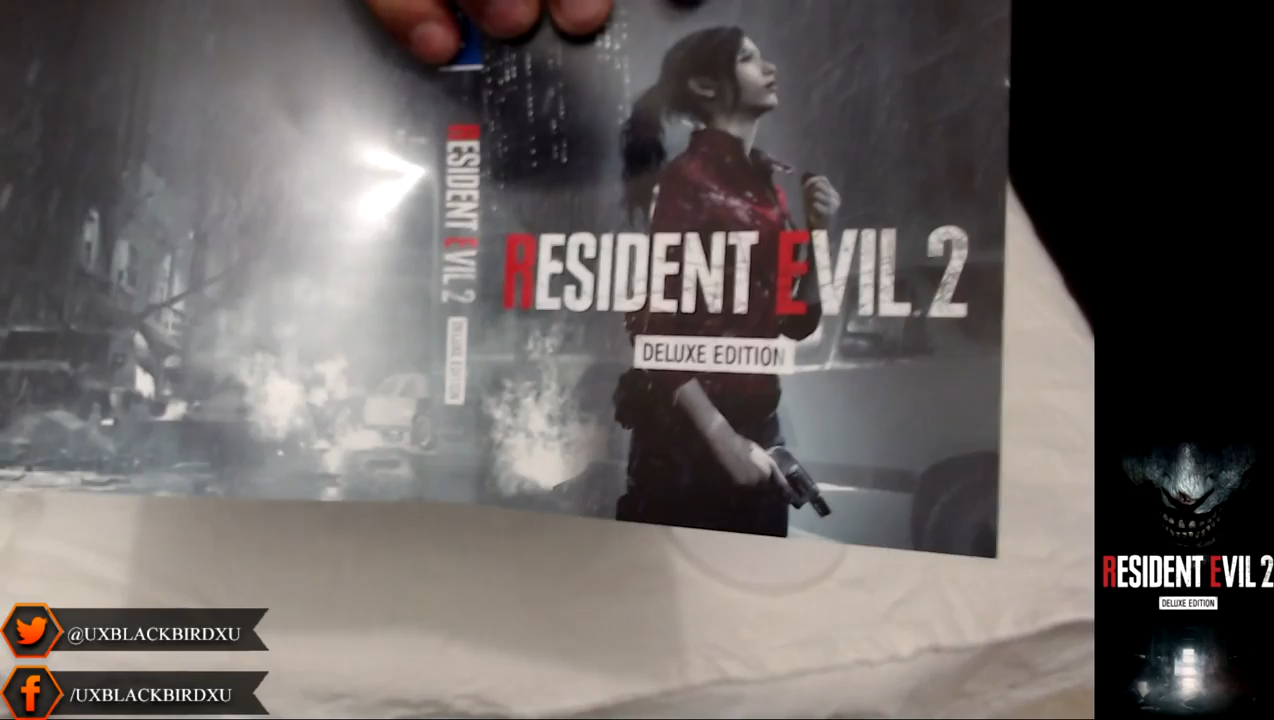 RESIDENT EVIL 2
DELUXE EDITION
RESIDENT EVIL 2
DELUXE EDITION
RESIDENT EVIL 2
DELUXE EDITION
@UXBLACKBIRDXU
/UXBLACKBIRDXU